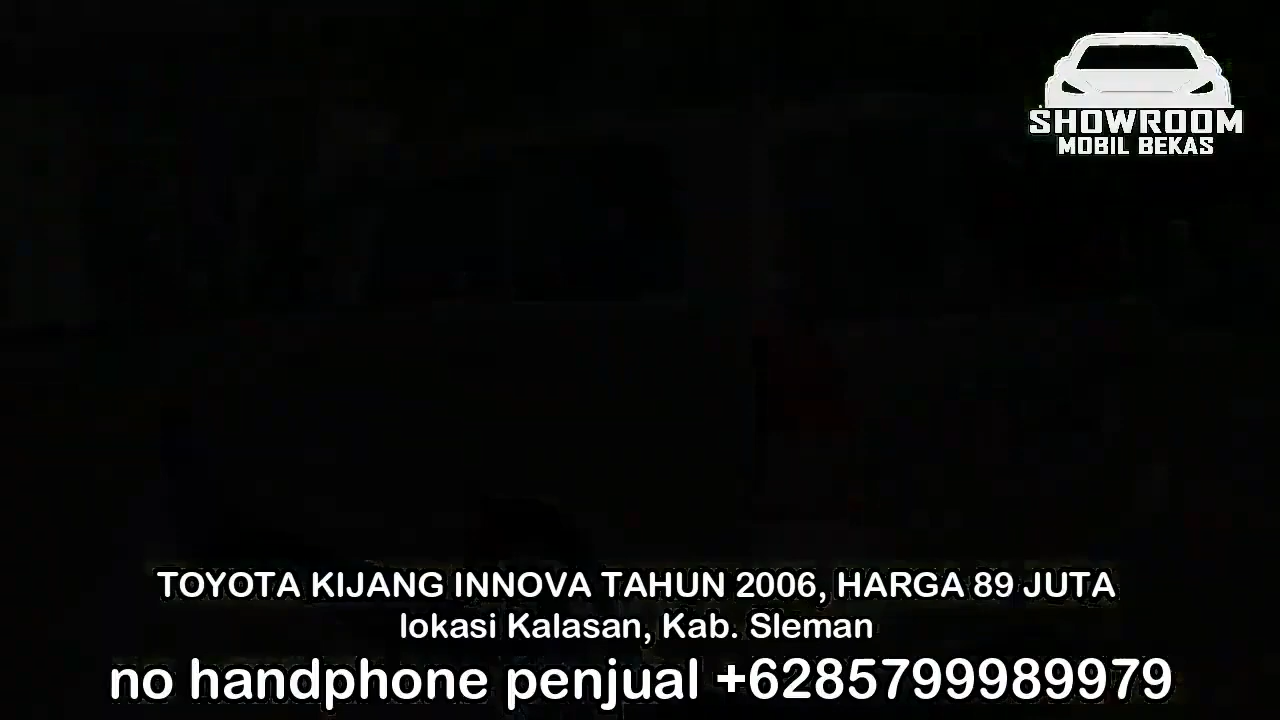 SHOWROOM
MOBIL BEKAS
TOYOTA KIJANG INNOVA TAHUN 2006, HARGA 89 JUTA
lokasi Kalasan, Kab. Sleman
no handphone penjual +6285799989979